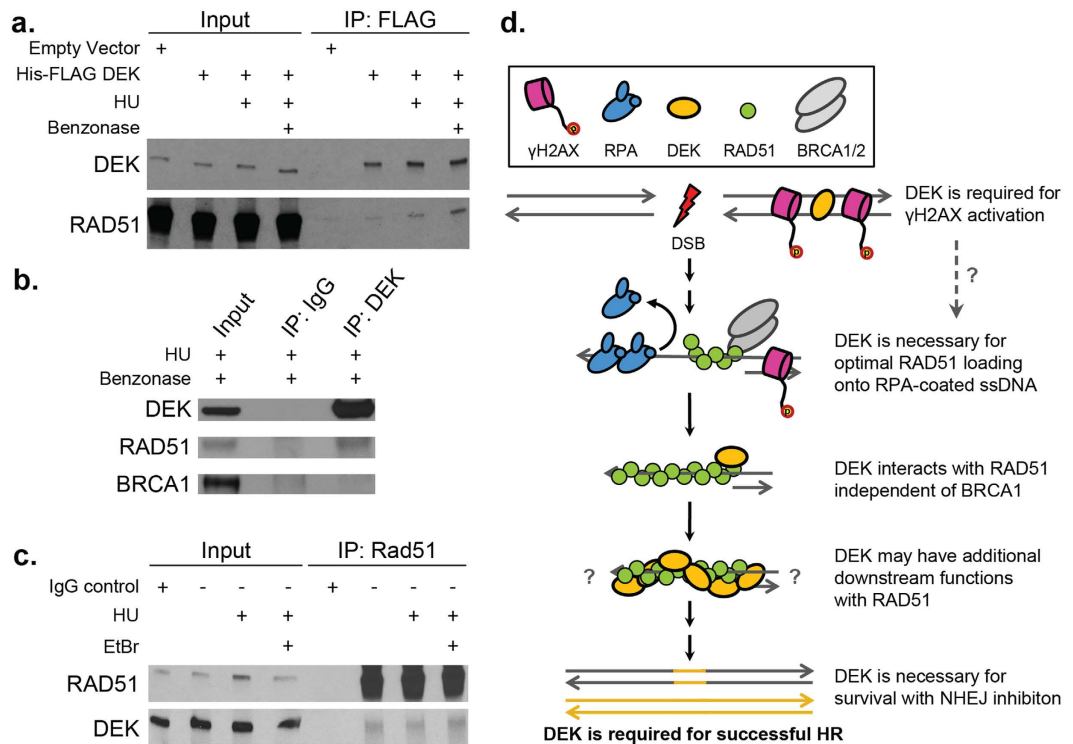 a.
Input
IP: FLAG
Empty Vector + +
His-FLAG DEK + + + + + +
HU + + + +
Benzonase + +
DEK
RAD51
b.
Input
IP: IgG
IP: DEK
HU + + +
Benzonase + + +
DEK
RAD51
BRCA1
c.
Input
IP: Rad51
IgG control + - - - + - - -
HU + + + +
EtBr + +
RAD51
DEK
d.
p
γH2AX RPA DEK RAD51 BRCA1/2
DSB
p p
DEK is required for
γH2AX activation
?
p
DEK is necessary for
optimal RAD51 loading
onto RPA-coated ssDNA
DEK interacts with RAD51
independent of BRCA1
? ?
DEK may have additional
downstream functions
with RAD51
DEK is necessary for
survival with NHEJ inhibiton
DEK is required for successful HR